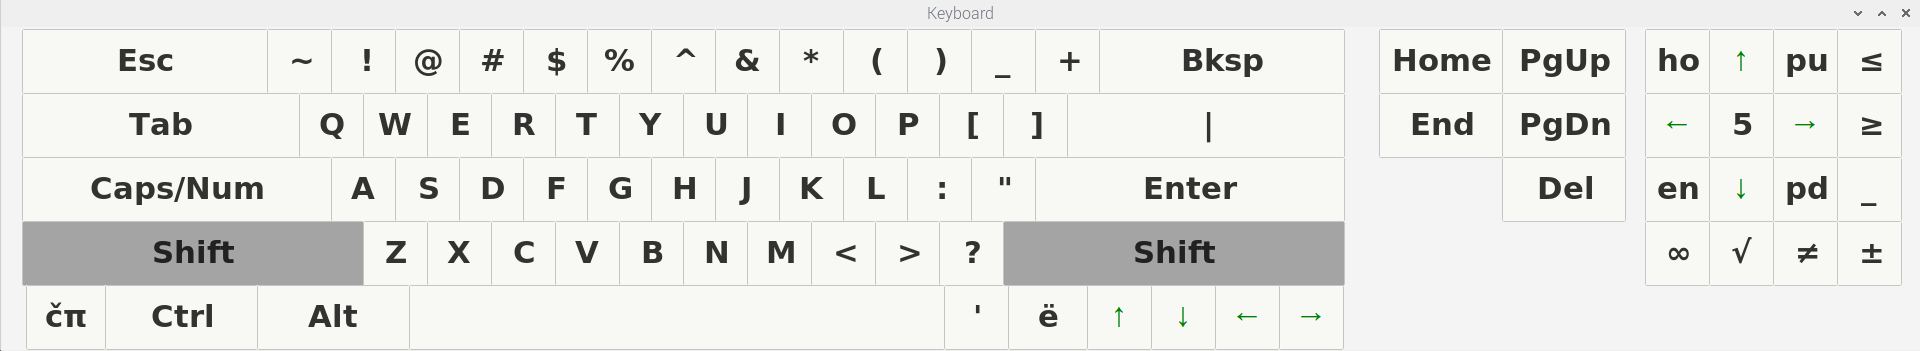 Keyboard
Esc ~ ! @ # $ % ^ & * ( ) _ + Bksp Home PgUp ho ↑ pu ≤
Tab Q W E R T Y U I O P [ ] | End PgDn ← 5 → ≥
Caps/Num A S D F G H J K L : " Enter Del en ↓ pd _
Shift Z X C V B N M < > ? Shift ∞ √ ≠ ±
čπ Ctrl Alt ' ë ↑ ↓ ← →